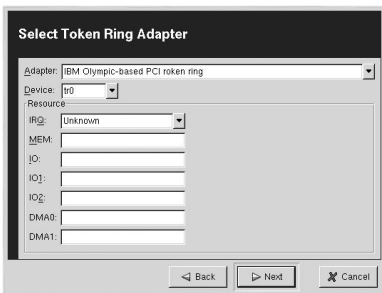 Select Token Ring Adapter
Adapter: IBM Olympic-based PCI roken ring
Device: tr0
Resource
IRQ: Unknown
MEM:
IO:
IO1:
IO2:
DMA0:
DMA1:
Back Next Cancel